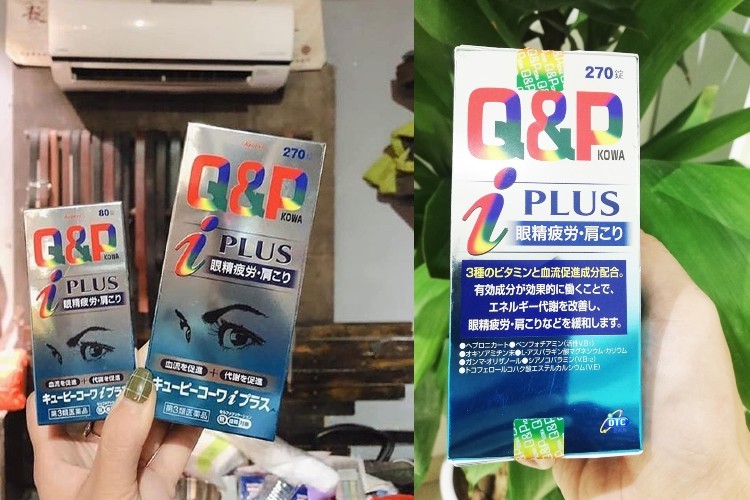 80錠
Q&P
KOWA
i PLUS
眼精疲労・肩こり
血流を促進 + 代謝を促進
キューピーコーワiプラス
第3類医薬品
270錠
Q&P
KOWA
i PLUS
眼精疲労・肩こり
血流を促進 + 代謝を促進
キューピーコーワiプラス
第3類医薬品
270錠
Q&P
KOWA
i PLUS
眼精疲労・肩こり
3種のビタミンと血流促進成分配合。
有効成分が効果的に働くことで、
エネルギー代謝を改善し、
眼精疲労・肩こりなどを緩和します。
●ヘプロニカート●ベンフォチアミン(活性V.B1)
●オキソアミヂン末●L-アスパラギン酸マグネシウム・カリウム
●ガンマ-オリザノール●シアノコバラミン(V.B12)
●トコフェロールコハク酸エステルカルシウム(V.E)
OTC